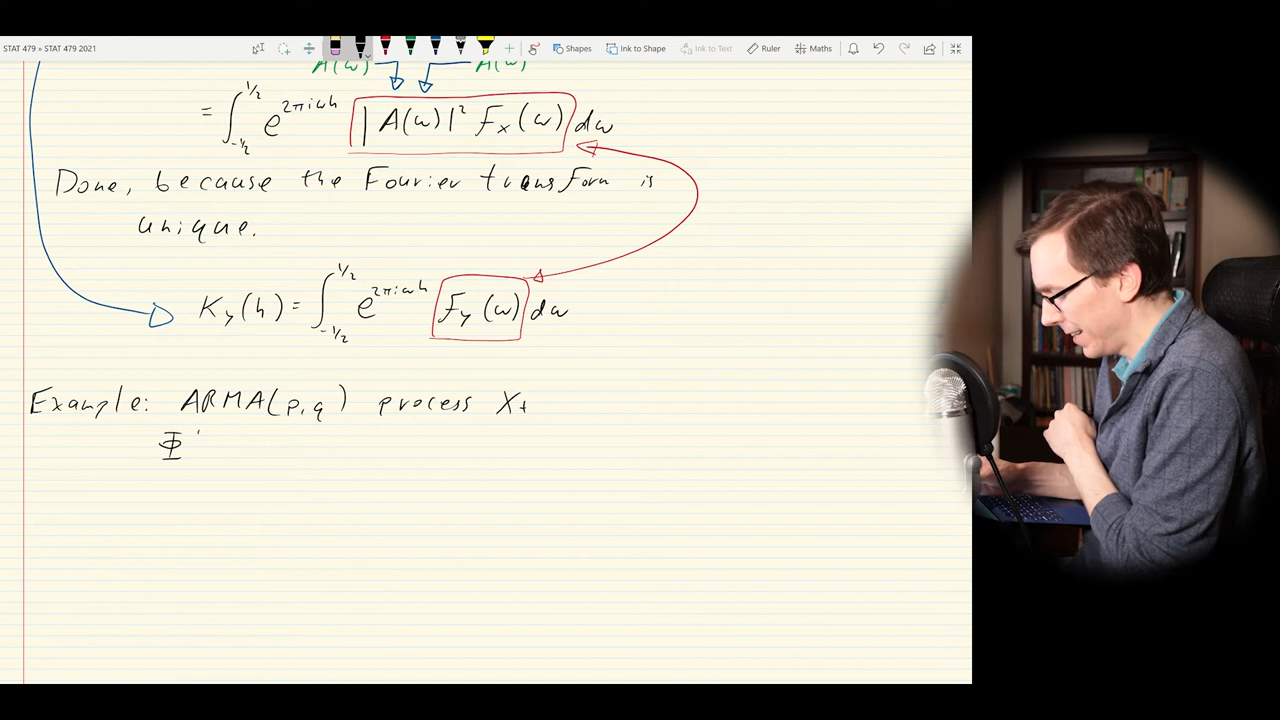 STAT 479 » STAT 479 2021
Shapes Ink to Shape Ink to Text Ruler Maths
A(ω) A(ω)
= ∫_{-1/2}^{1/2} e^{2πiωh} |A(ω)|² f_x(ω) dω
Done, because the Fourier transform is
unique.
K_y(h) = ∫_{-1/2}^{1/2} e^{2πiωh} f_y(ω) dω
Example: ARMA(p,q) process X_t
Φ